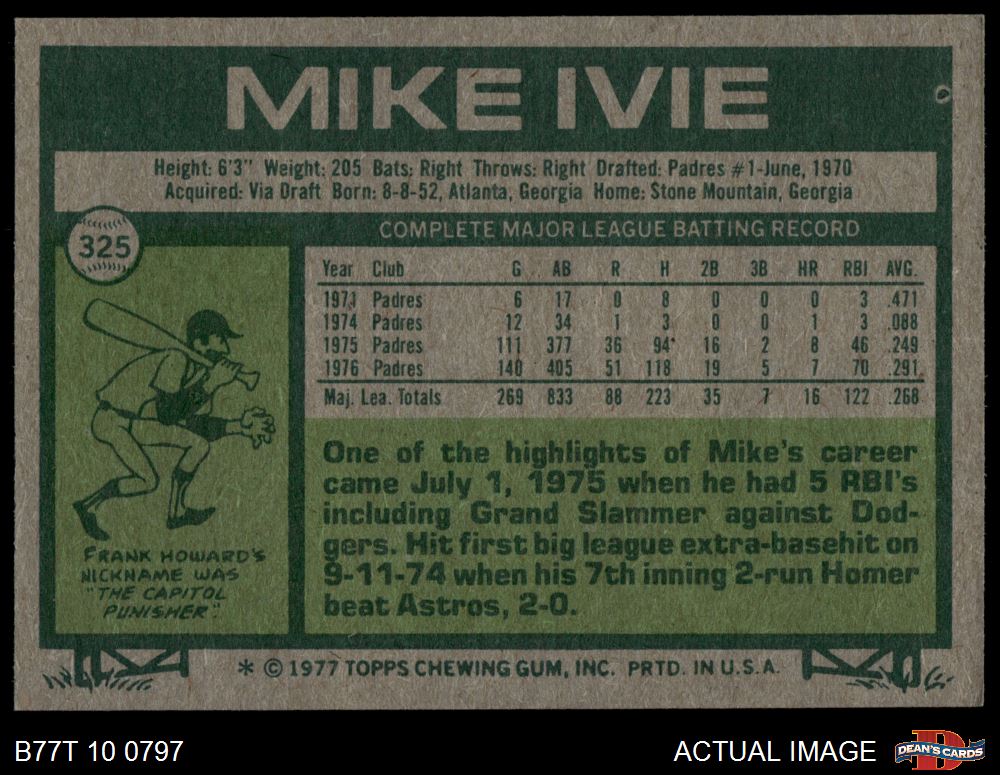 MIKE IVIE
Height: 6'3" Weight: 205 Bats: Right Throws: Right Drafted: Padres #1-June, 1970
Acquired: Via Draft Born: 8-8-52, Atlanta, Georgia Home: Stone Mountain, Georgia
325
COMPLETE MAJOR LEAGUE BATTING RECORD
Year Club G AB R H 2B 3B HR RBI AVG.
1971 Padres 6 17 0 8 0 0 0 3 .471
1974 Padres 12 34 1 3 0 0 1 3 .088
1975 Padres 111 377 36 94 16 2 8 46 .249
1976 Padres 140 405 51 118 19 5 7 70 .291
Maj. Lea. Totals 269 833 88 223 35 7 16 122 .268
FRANK HOWARD'S
NICKNAME WAS
"THE CAPITOL
PUNISHER".
One of the highlights of Mike's career
came July 1, 1975 when he had 5 RBI's
including Grand Slammer against Dod-
gers. Hit first big league extra-basehit on
9-11-74 when his 7th inning 2-run Homer
beat Astros, 2-0.
* © 1977 TOPPS CHEWING GUM, INC. PRTD. IN U.S.A.
B77T 10 0797
ACTUAL IMAGE
D
DEAN'S CARDS